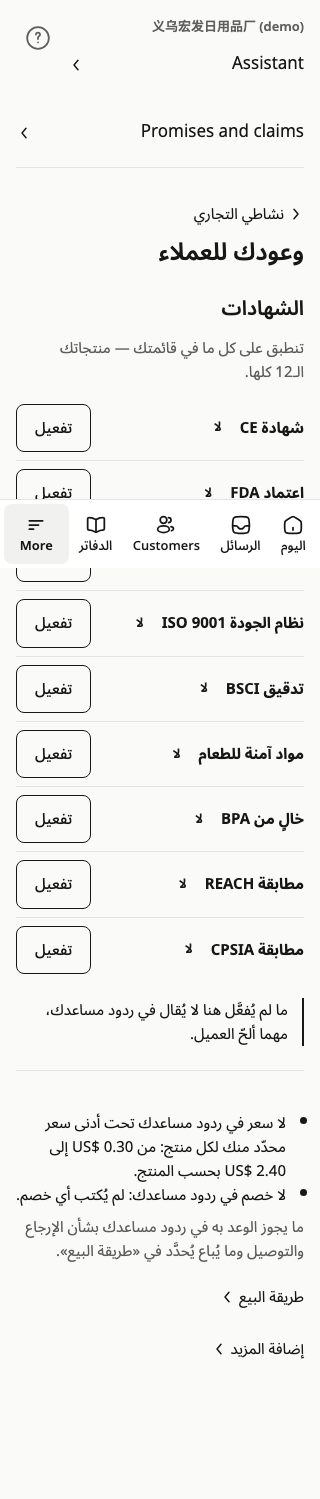 义乌宏发日用品厂 (demo)
Assistant
Promises and claims
نشاطي التجاري
وعودك للعملاء
الشهادات
تنطبق على كل ما في قائمتك — منتجاتك
الـ12 كلها.
شهادة CE لا تفعيل
اعتماد FDA لا تفعيل
اليوم
الرسائل
Customers
الدفاتر
More
نظام الجودة ISO 9001 لا تفعيل
تدقيق BSCI لا تفعيل
مواد آمنة للطعام لا تفعيل
خالٍ من BPA لا تفعيل
مطابقة REACH لا تفعيل
مطابقة CPSIA لا تفعيل
ما لم يُفعَّل هنا لا يُقال في ردود مساعدك،
مهما ألحّ العميل.
لا سعر في ردود مساعدك تحت أدنى سعر
محدّد منك لكل منتج: من US$ 0.30 إلى
US$ 2.40 بحسب المنتج.
لا خصم في ردود مساعدك: لم يُكتب أي خصم.
ما يجوز الوعد به في ردود مساعدك بشأن الإرجاع
والتوصيل وما يُباع يُحدَّد في «طريقة البيع».
طريقة البيع
إضافة المزيد